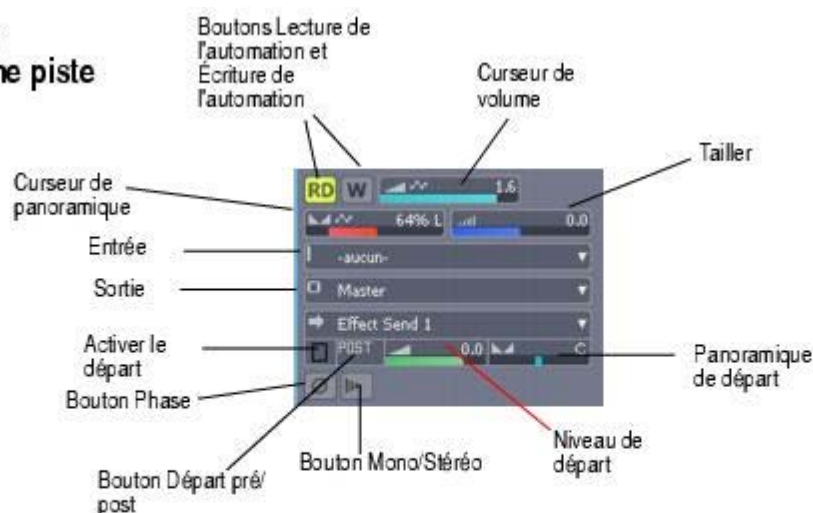 Boutons Lecture de
l'automation et
Écriture de
l'automation
ne piste
Curseur de
volume
Tailler
Curseur de
panoramique
RD W 1.6
64% L 0.0
Entrée
-aucun-
Sortie
Master
Effect Send 1
Activer le
départ
POST 0.0 C
Panoramique
de départ
Bouton Phase
Niveau de
départ
Bouton Mono/Stéréo
Bouton Départ pré/
post